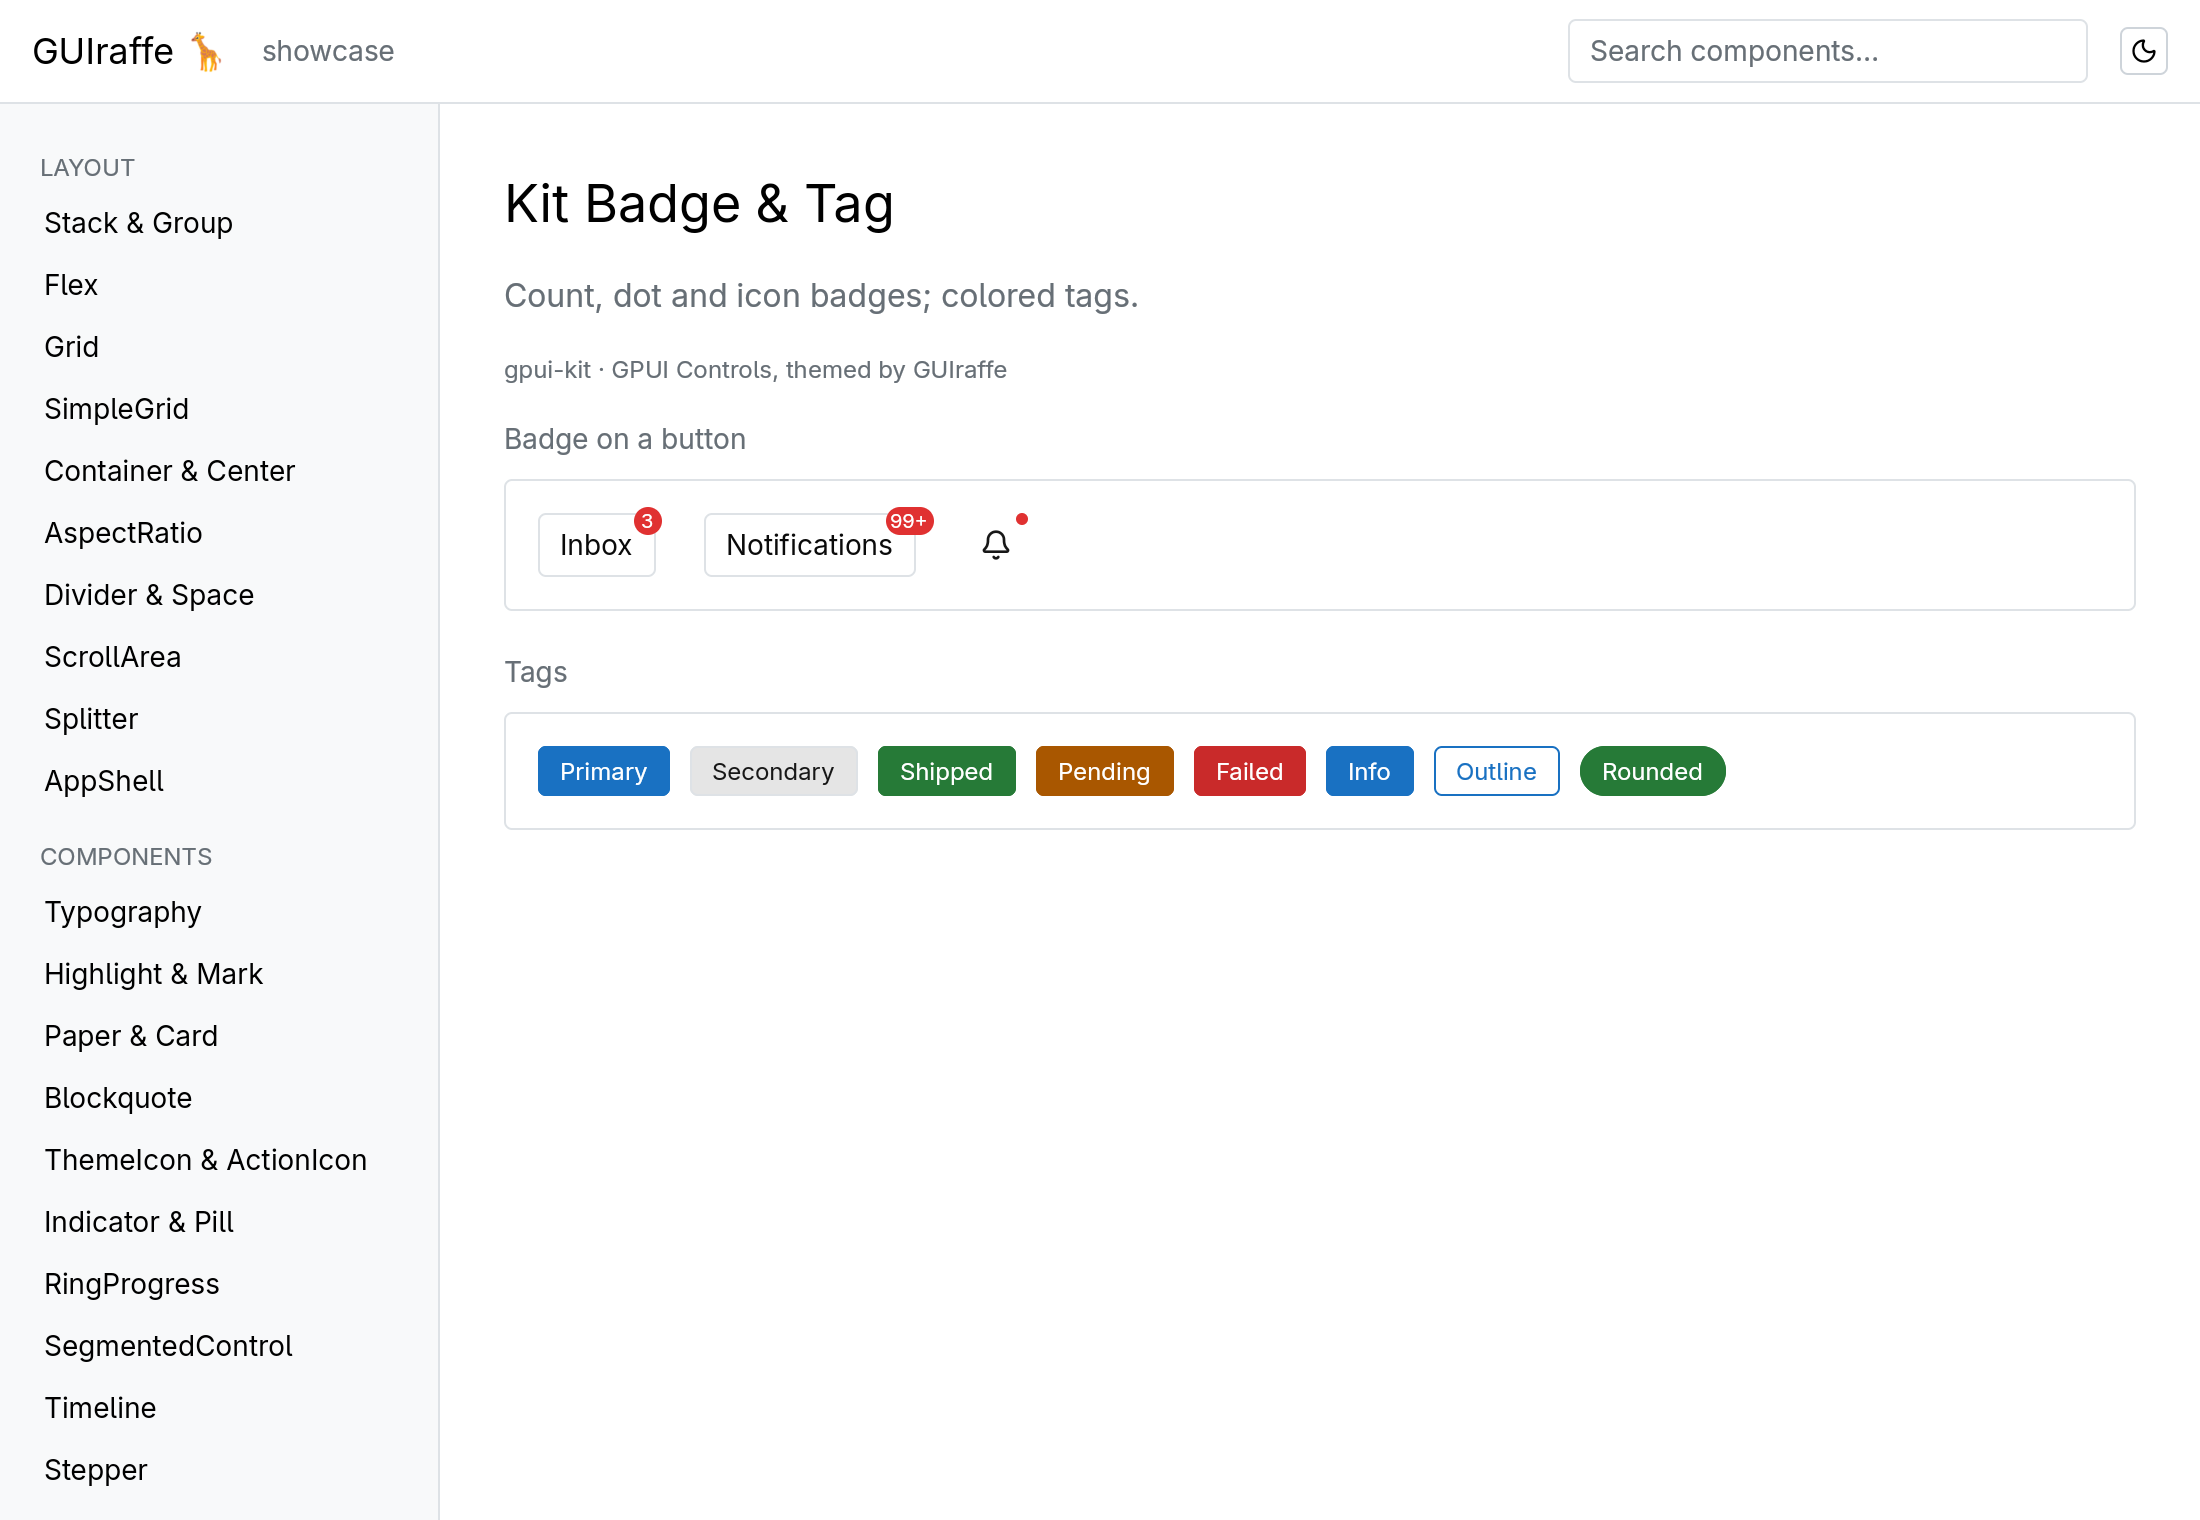 GUIraffe 🦒 showcase
Search components...
LAYOUT
Stack & Group
Flex
Grid
SimpleGrid
Container & Center
AspectRatio
Divider & Space
ScrollArea
Splitter
AppShell
COMPONENTS
Typography
Highlight & Mark
Paper & Card
Blockquote
ThemeIcon & ActionIcon
Indicator & Pill
RingProgress
SegmentedControl
Timeline
Stepper
Kit Badge & Tag
Count, dot and icon badges; colored tags.
gpui-kit · GPUI Controls, themed by GUIraffe
Badge on a button
Inbox 3 Notifications 99+
Tags
Primary Secondary Shipped Pending Failed Info Outline Rounded